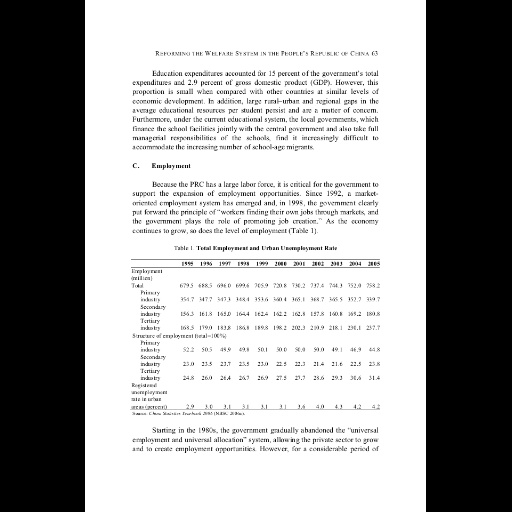 REFORMING THE WELFARE SYSTEM IN THE PEOPLE'S REPUBLIC OF CHINA 63
Education expenditures accounted for 15 percent of the government's total
expenditures and 2.9 percent of gross domestic product (GDP). However, this
proportion is small when compared with other countries at similar levels of
economic development. In addition, large rural–urban and regional gaps in the
average educational resources per student persist and are a matter of concern.
Furthermore, under the current educational system, the local governments, which
finance the school facilities jointly with the central government and also take full
managerial responsibilities of the schools, find it increasingly difficult to
accommodate the increasing number of school-age migrants.
C. Employment
Because the PRC has a large labor force, it is critical for the government to
support the expansion of employment opportunities. Since 1992, a market-
oriented employment system has emerged and, in 1998, the government clearly
put forward the principle of "workers finding their own jobs through markets, and
the government plays the role of promoting job creation." As the economy
continues to grow, so does the level of employment (Table 1).
Table 1. Total Employment and Urban Unemployment Rate
1995 1996 1997 1998 1999 2000 2001 2002 2003 2004 2005
Employment
(millions)
Total 679.5 688.5 696.0 699.6 705.9 720.8 730.2 737.4 744.3 752.0 758.2
Primary
industry 354.7 347.7 347.3 348.4 353.6 360.4 365.1 368.7 365.5 352.7 339.7
Secondary
industry 156.3 161.8 165.0 164.4 162.4 162.2 162.8 157.8 160.8 169.2 180.8
Tertiary
industry 168.5 179.0 183.8 186.8 189.8 198.2 202.3 210.9 218.1 230.1 237.7
Structure of employment (total=100%)
Primary
industry 52.2 50.5 49.9 49.8 50.1 50.0 50.0 50.0 49.1 46.9 44.8
Secondary
industry 23.0 23.5 23.7 23.5 23.0 22.5 22.3 21.4 21.6 22.5 23.8
Tertiary
industry 24.8 26.0 26.4 26.7 26.9 27.5 27.7 28.6 29.3 30.6 31.4
Registered
unemployment
rate in urban
areas (percent) 2.9 3.0 3.1 3.1 3.1 3.1 3.6 4.0 4.3 4.2 4.2
Source: China Statistics Yearbook
Starting in the 1980s, the government gradually abandoned the "universal
employment and universal allocation" system, allowing the private sector to grow
and to create employment opportunities. However, for a considerable period of